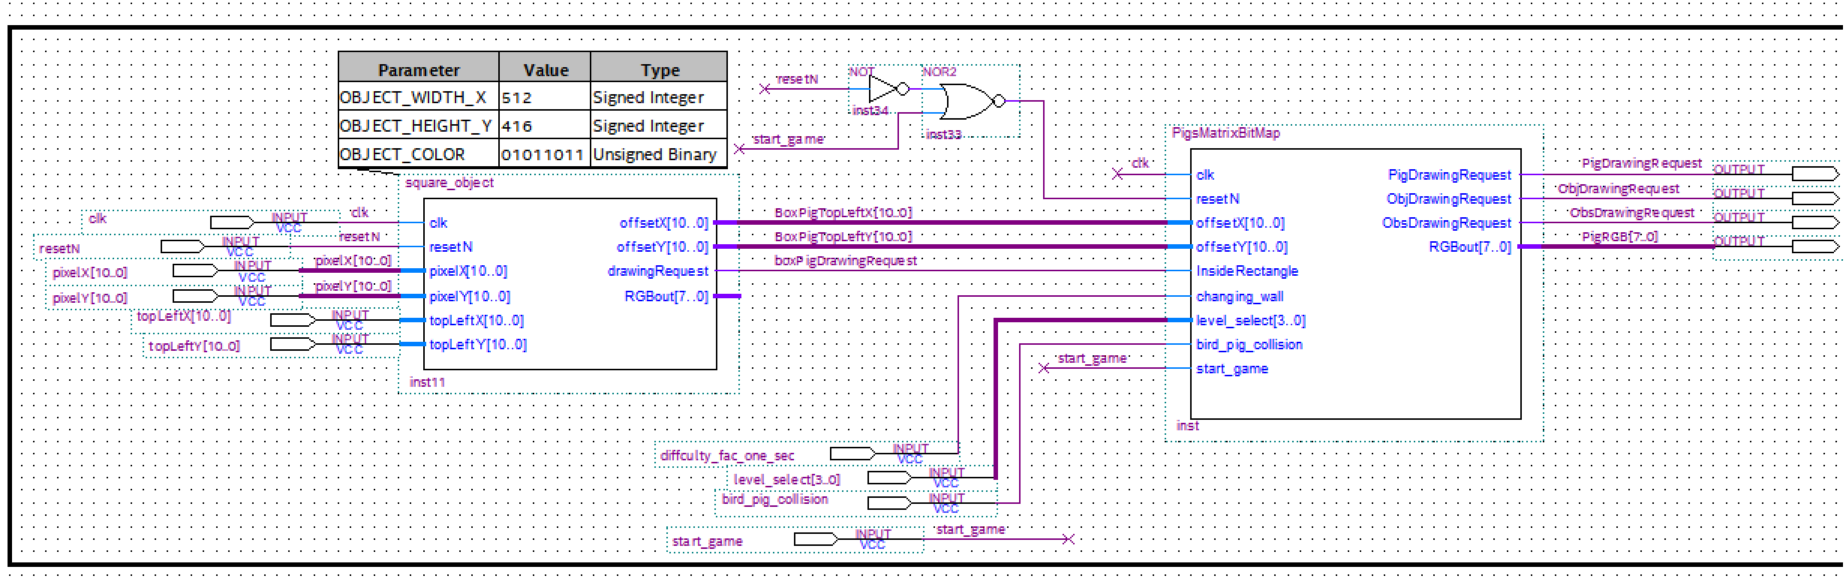 Parameter Value Type
OBJECT_WIDTH_X 512 Signed Integer
OBJECT_HEIGHT_Y 416 Signed Integer
OBJECT_COLOR 01011011 Unsigned Binary
resetN
NOT
inst34
NOR2
inst33
start_game
square_object
clk INPUT VCC clk
resetN INPUT VCC resetN
pixelX[10..0] INPUT VCC pixelX[10..0]
pixelY[10..0] INPUT VCC pixelY[10..0]
topLeftX[10..0] INPUT VCC
topLeftY[10..0] INPUT VCC
clk offsetX[10..0]
resetN offsetY[10..0]
pixelX[10..0] drawingRequest
pixelY[10..0] RGBout[7..0]
topLeftX[10..0]
topLeftY[10..0]
inst11
BoxPigTopLeftX[10..0]
BoxPigTopLeftY[10..0]
boxPigDrawingRequest
PigsMatrixBitMap
clk
clk PigDrawingRequest
resetN ObjDrawingRequest
offsetX[10..0] ObsDrawingRequest
offsetY[10..0] RGBout[7..0]
InsideRectangle
changing_wall
level_select[3..0]
bird_pig_collision
start_game
start_game
inst
PigDrawingRequest OUTPUT
ObjDrawingRequest OUTPUT
ObsDrawingRequest OUTPUT
PigRGB[7..0] OUTPUT
diffculty_fac_one_sec INPUT VCC
level_select[3..0] INPUT VCC
bird_pig_collision INPUT VCC
start_game INPUT VCC start_game